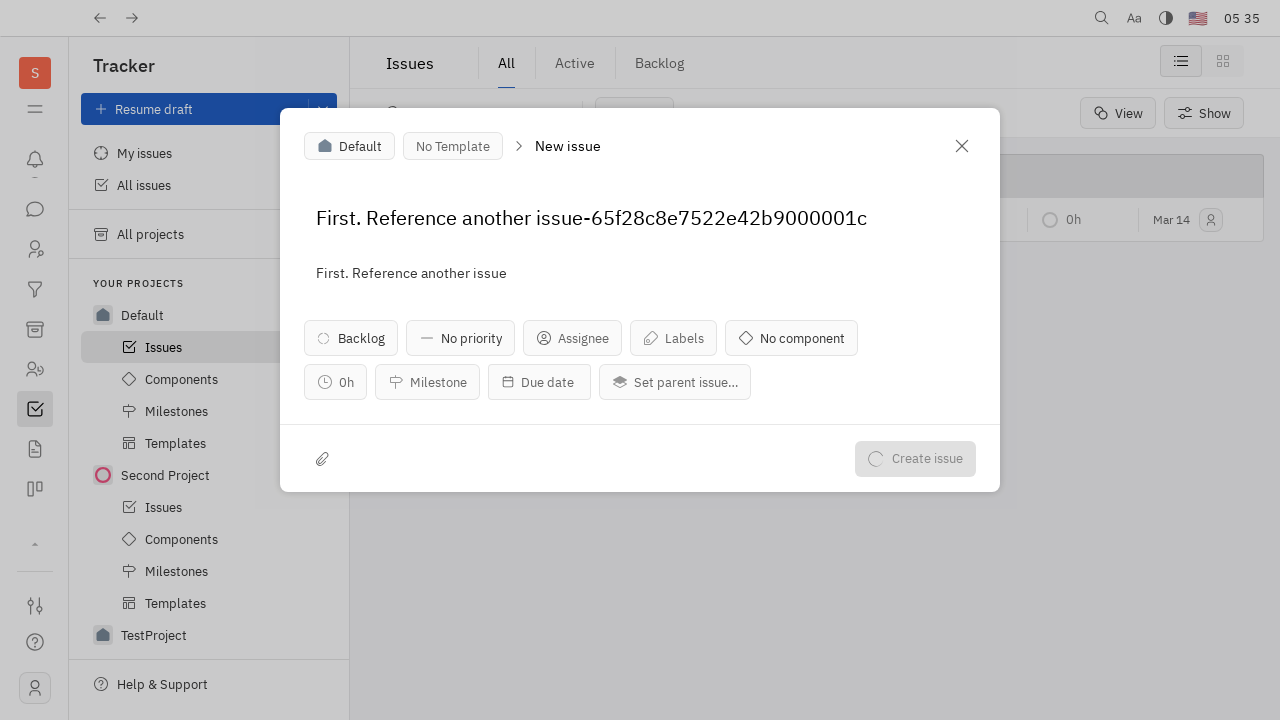 Aa
05 35
S
Tracker
Resume draft
My issues
All issues
All projects
YOUR PROJECTS
Default
Issues
Components
Milestones
Templates
Second Project
Issues
Components
Milestones
Templates
TestProject
Help & Support
Issues
All
Active
Backlog
View
Show
0h
Mar 14
Default
No Template
New issue
First. Reference another issue-65f28c8e7522e42b9000001c
First. Reference another issue
Backlog
No priority
Assignee
Labels
No component
0h
Milestone
Due date
Set parent issue...
Create issue